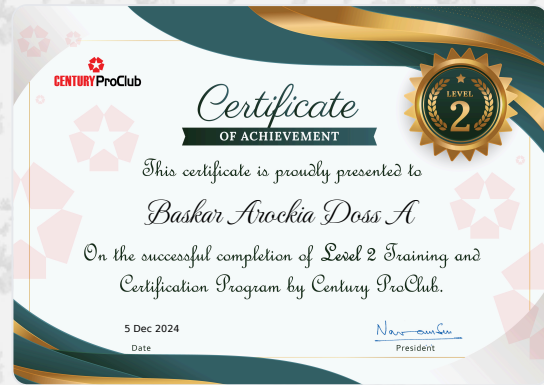 CENTURY ProClub
Certificate
OF ACHIEVEMENT
LEVEL
2
This certificate is proudly presented to
Baskar Arockia Doss A
On the successful completion of Level 2 Training and
Certification Program by Century ProClub.
5 Dec 2024
Date
President